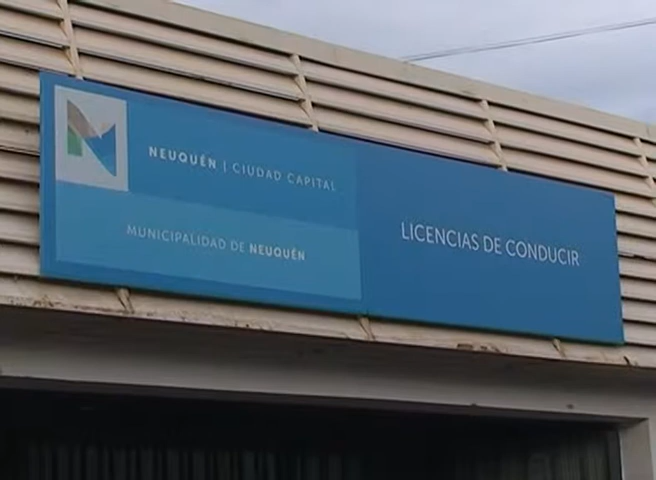 NEUQUÉN | CIUDAD CAPITAL
MUNICIPALIDAD DE NEUQUÉN
LICENCIAS DE CONDUCIR